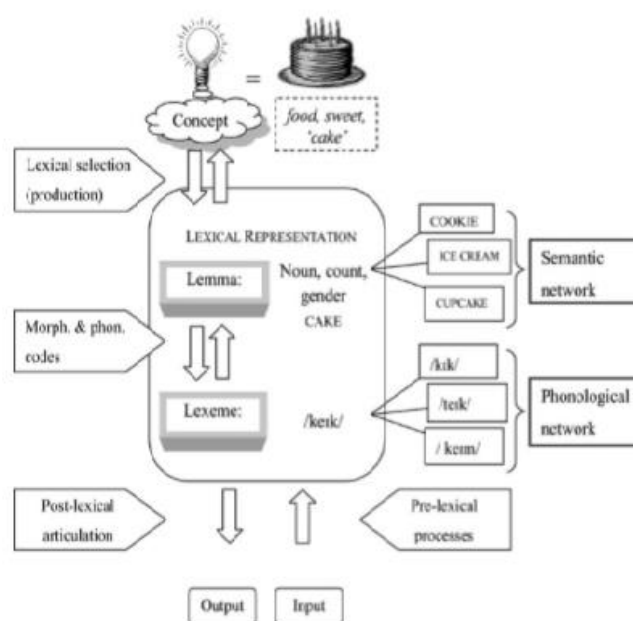 =
Concept
food, sweet,
"cake"
Lexical selection
(production)
LEXICAL REPRESENTATION
Lemma:
Noun, count,
gender
CAKE
COOKIE
ICE CREAM
CUPCAKE
Semantic
network
Morph. & phon.
codes
Lexeme:
/keɪk/
/kɪk/
/teɪk/
/keɪm/
Phonological
network
Post-lexical
articulation
Pre-lexical
processes
Output
Input